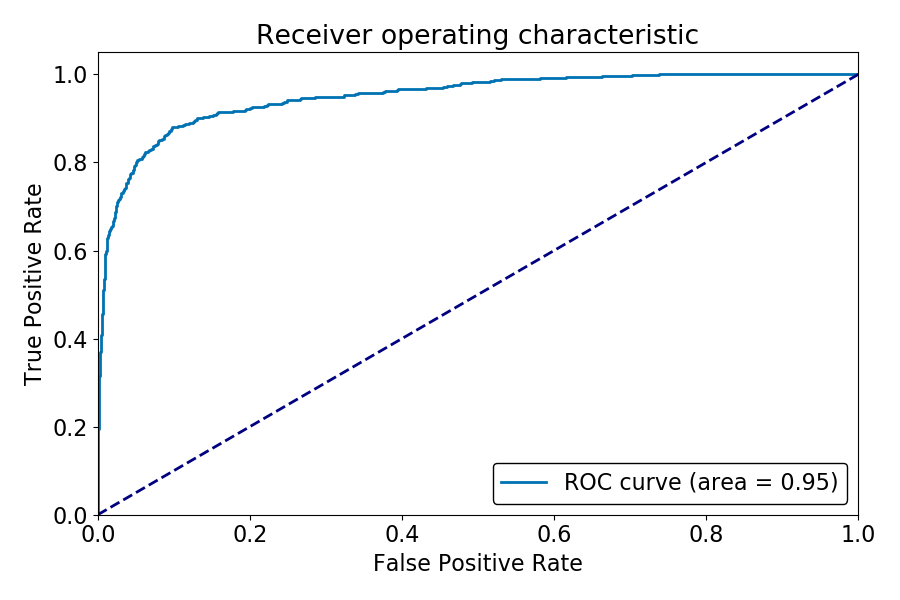 Receiver operating characteristic
True Positive Rate
1.0
0.8
0.6
0.4
0.2
0.0
ROC curve (area = 0.95)
0.0 0.2 0.4 0.6 0.8 1.0
False Positive Rate